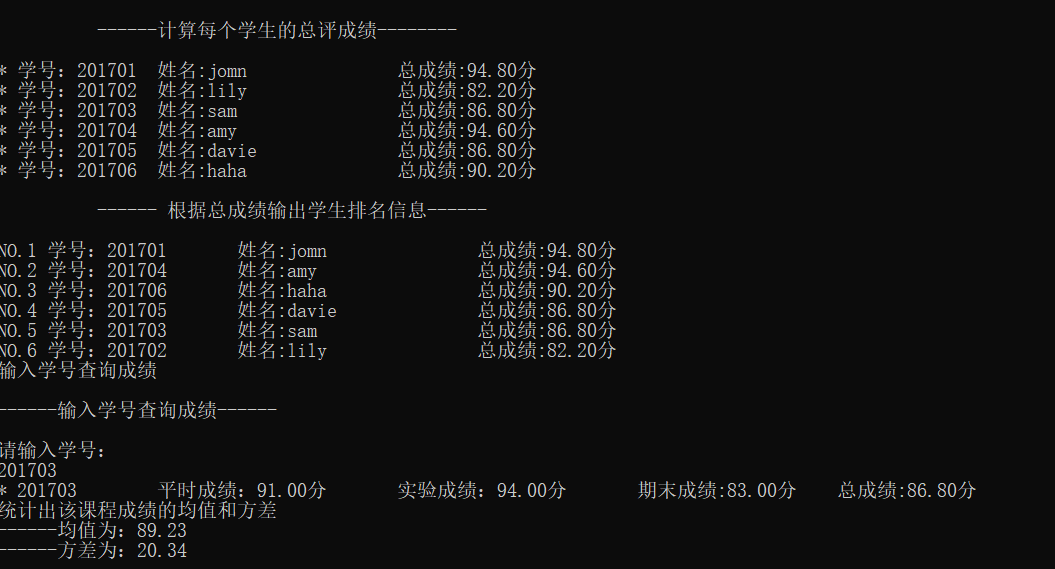 ------计算每个学生的总评成绩--------
* 学号：201701 姓名:jomn 总成绩:94.80分
* 学号：201702 姓名:lily 总成绩:82.20分
* 学号：201703 姓名:sam 总成绩:86.80分
* 学号：201704 姓名:amy 总成绩:94.60分
* 学号：201705 姓名:davie 总成绩:86.80分
* 学号：201706 姓名:haha 总成绩:90.20分
------ 根据总成绩输出学生排名信息------
NO.1 学号：201701 姓名:jomn 总成绩:94.80分
NO.2 学号：201704 姓名:amy 总成绩:94.60分
NO.3 学号：201706 姓名:haha 总成绩:90.20分
NO.4 学号：201705 姓名:davie 总成绩:86.80分
NO.5 学号：201703 姓名:sam 总成绩:86.80分
NO.6 学号：201702 姓名:lily 总成绩:82.20分
输入学号查询成绩
------输入学号查询成绩------
请输入学号：
201703
* 201703 平时成绩：91.00分 实验成绩：94.00分 期末成绩:83.00分 总成绩:86.80分
统计出该课程成绩的均值和方差
------均值为：89.23
------方差为：20.34